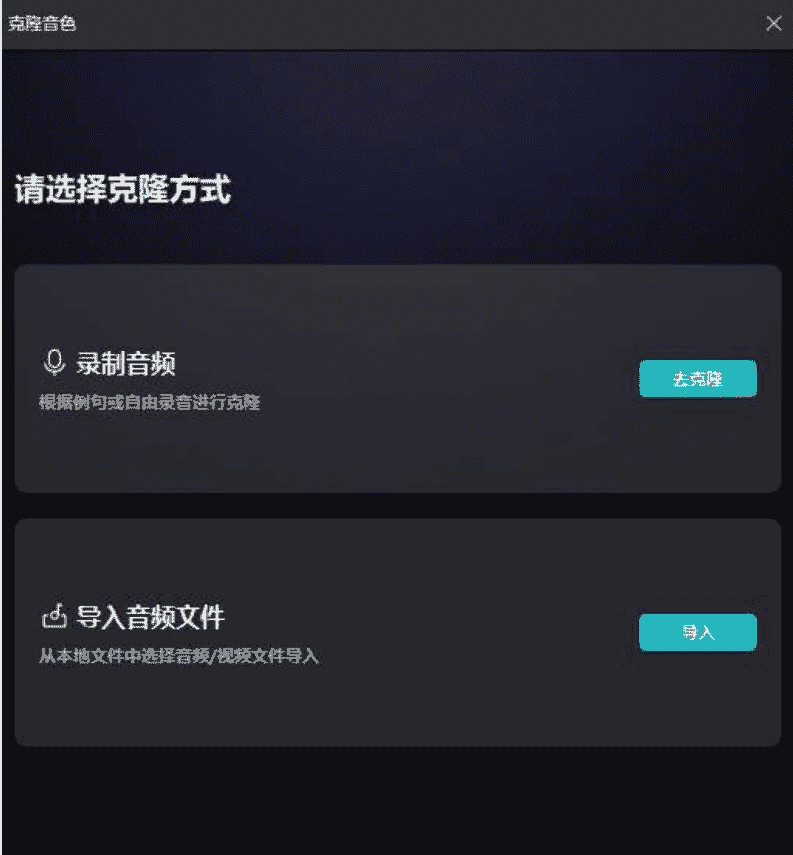 克隆音色
请选择克隆方式
录制音频
根据例句或自由录音进行克隆
去克隆
导入音频文件
从本地文件中选择音频/视频文件导入
导入